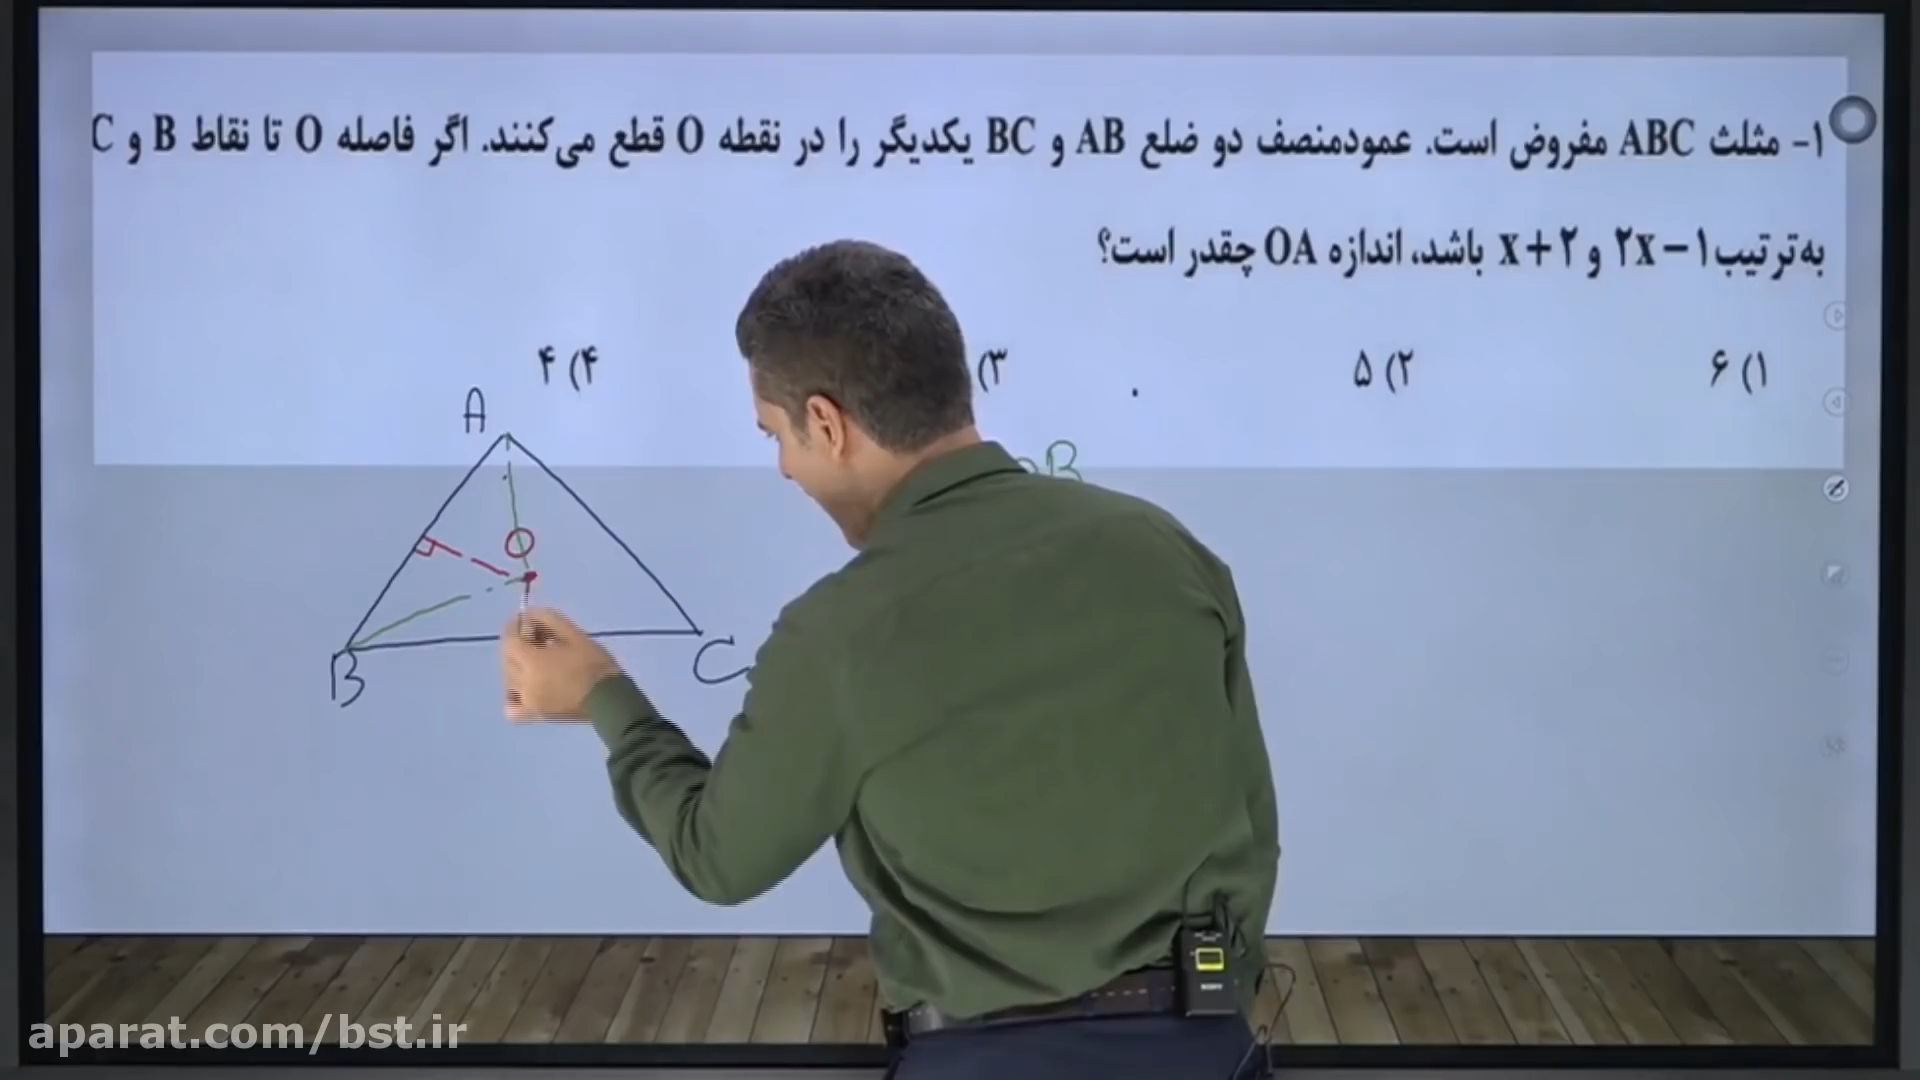 ۱- مثلث ABC مفروض است. عمودمنصف دو ضلع AB و BC یکدیگر را در نقطه O قطع می‌کنند. اگر فاصله O تا نقاط B و C
به‌ترتیب ۲x − ۱ و x + ۲ باشد، اندازه OA چقدر است؟
۱) ۶ ۲) ۵ ۳) ۴) ۴
A
B
O
B C
aparat.com/bst.ir